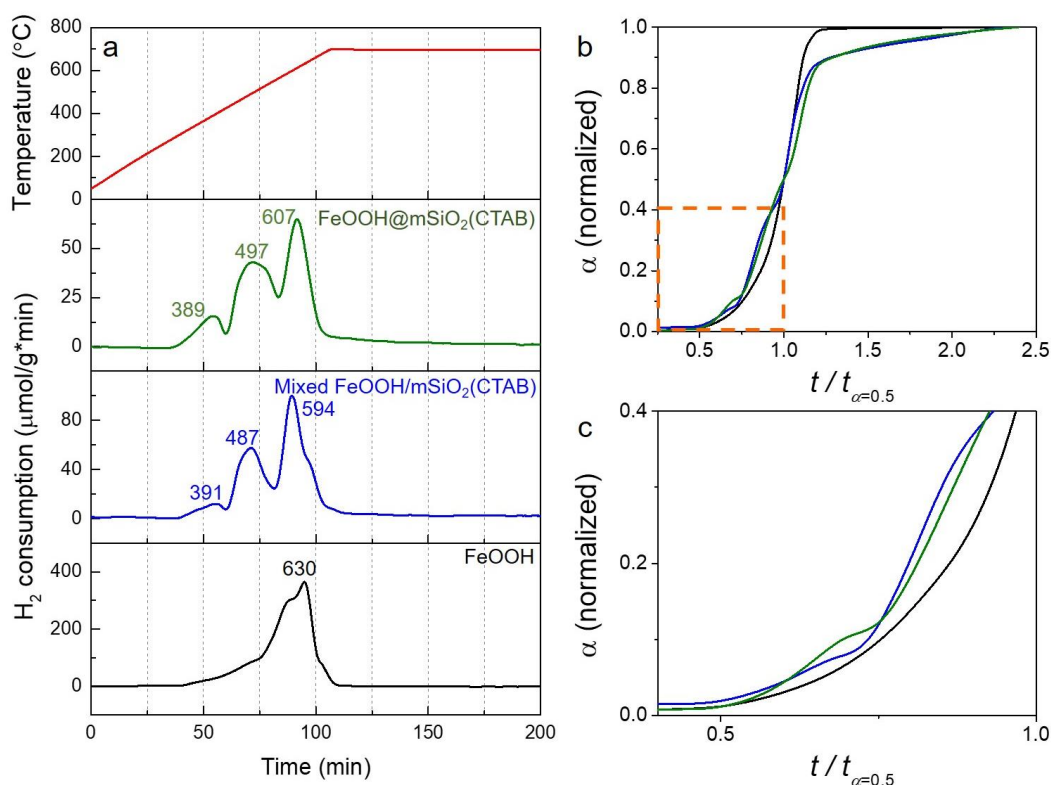 a
Temperature (°C)
800
600
400
200
0
FeOOH@mSiO₂(CTAB)
389
497
607
50
25
0
Mixed FeOOH/mSiO₂(CTAB)
391
487
594
80
40
0
FeOOH
630
400
200
0
H₂ consumption (µmol/g*min)
0 50 100 150 200
Time (min)
b
α (normalized)
1.0
0.8
0.6
0.4
0.2
0.0
0.5 1.0 1.5 2.0 2.5
t / tα=0.5
c
α (normalized)
0.4
0.2
0.0
0.5 1.0
t / tα=0.5